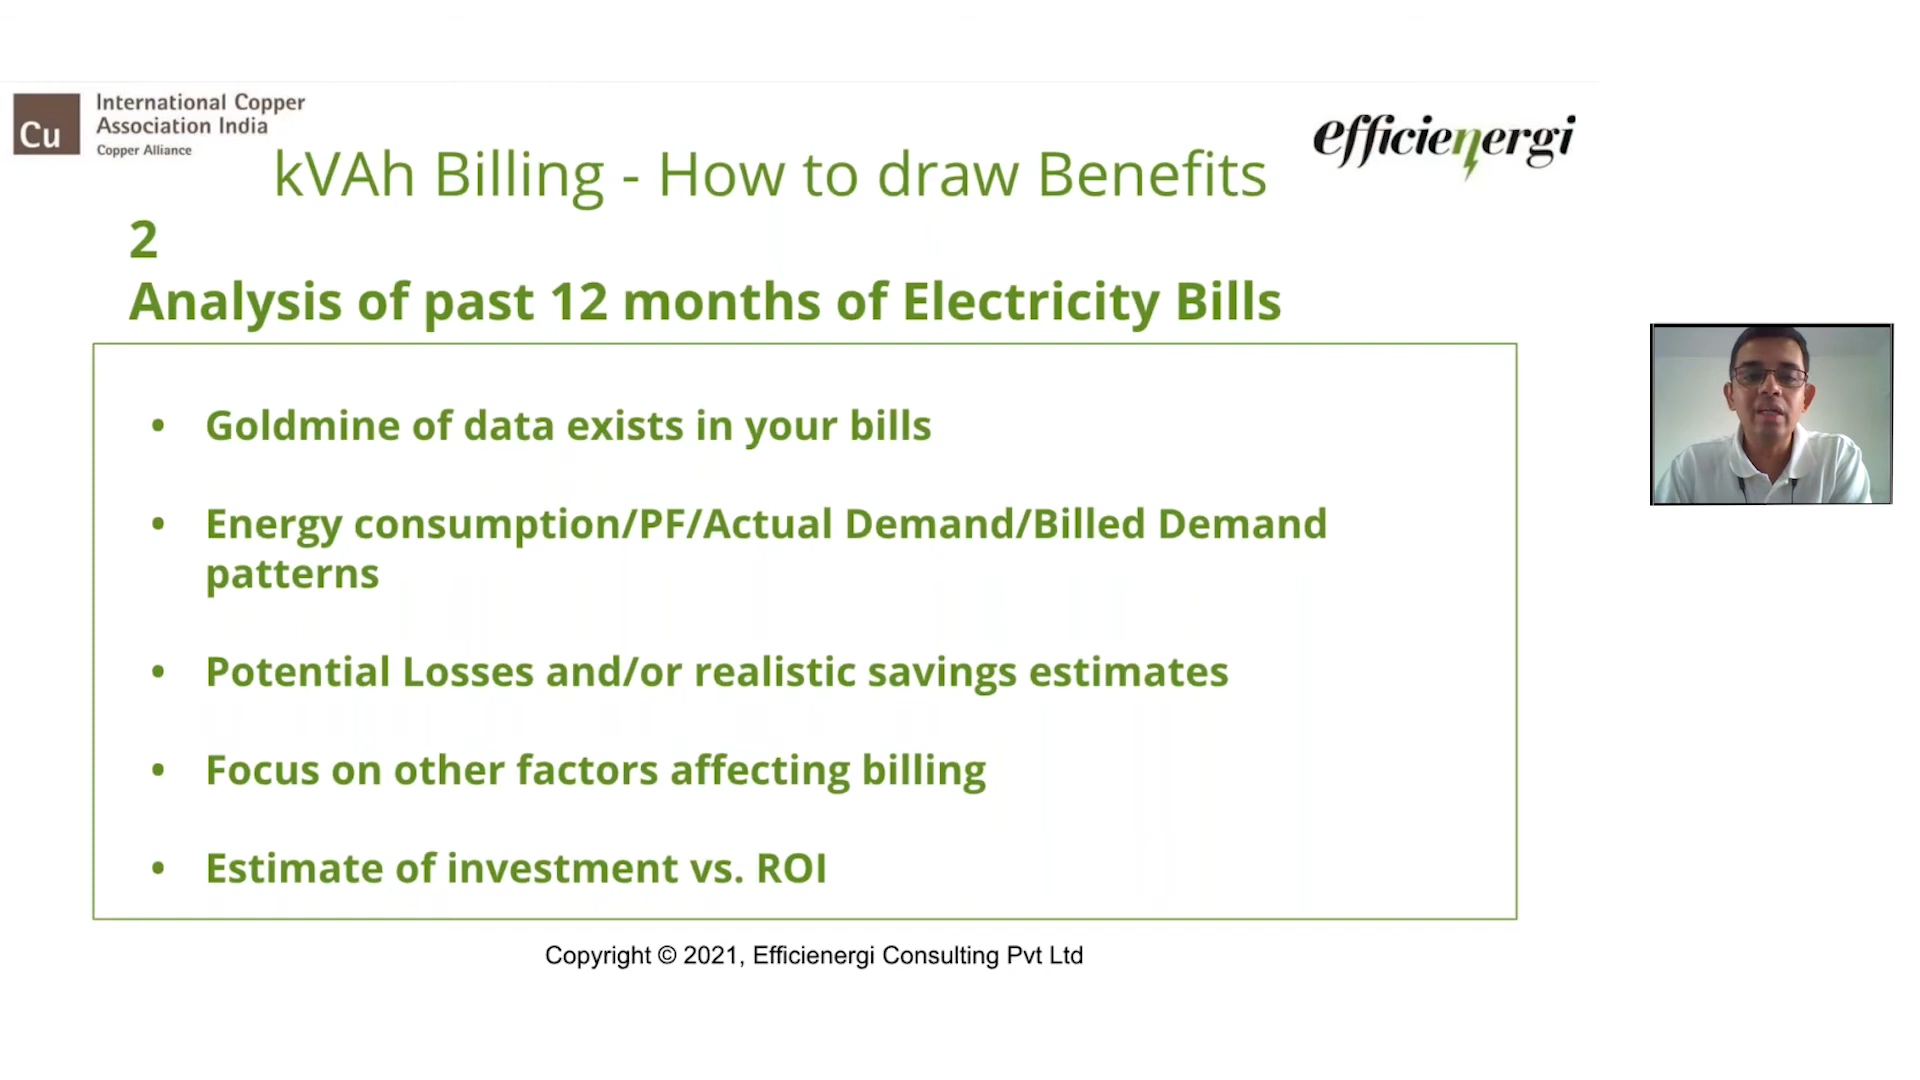 Cu
International Copper
Association India
Copper Alliance
efficienergi
kVAh Billing - How to draw Benefits
2
Analysis of past 12 months of Electricity Bills
• Goldmine of data exists in your bills
• Energy consumption/PF/Actual Demand/Billed Demand
patterns
• Potential Losses and/or realistic savings estimates
• Focus on other factors affecting billing
• Estimate of investment vs. ROI
Copyright © 2021, Efficienergi Consulting Pvt Ltd